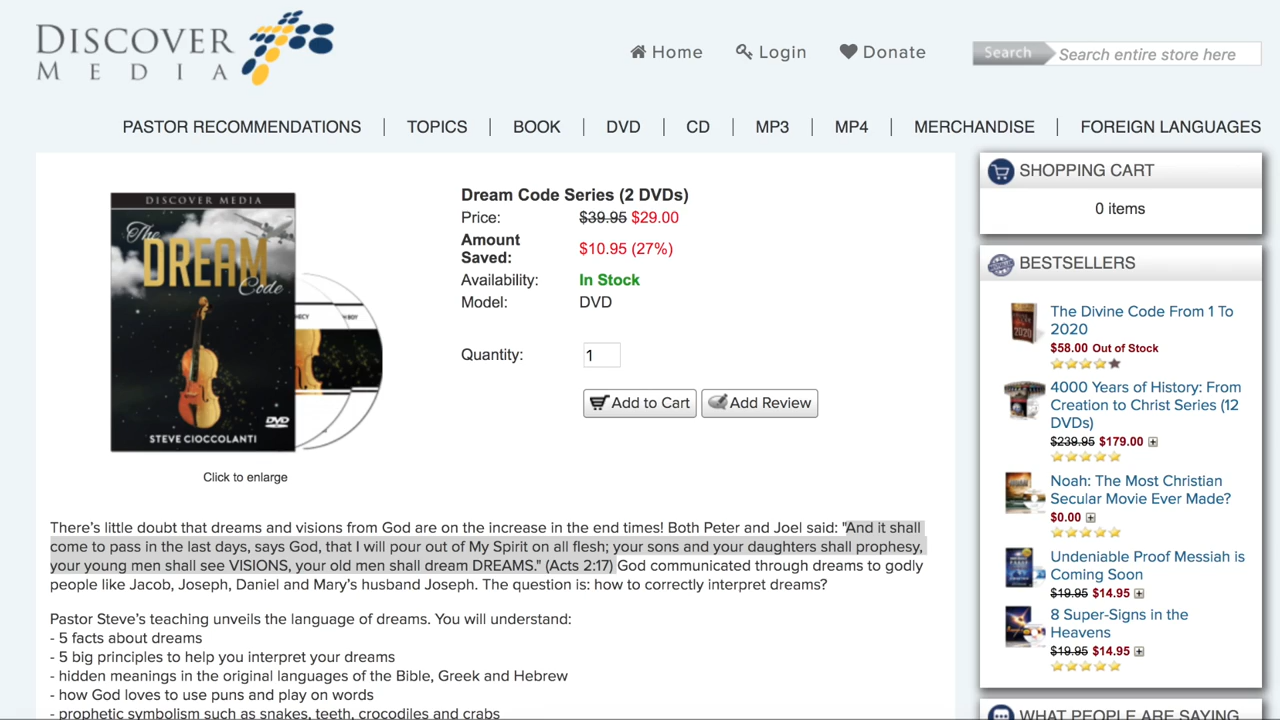 DISCOVER
MEDIA
Home
Login
Donate
Search
Search entire store here
PASTOR RECOMMENDATIONS
TOPICS
BOOK
DVD
CD
MP3
MP4
MERCHANDISE
FOREIGN LANGUAGES
DISCOVER MEDIA
The
DREAM
Code
DVD
STEVE CIOCCOLANTI
Click to enlarge
Dream Code Series (2 DVDs)
Price: $39.95 $29.00
Amount
Saved: $10.95 (27%)
Availability: In Stock
Model: DVD
Quantity: 1
Add to Cart
Add Review
There's little doubt that dreams and visions from God are on the increase in the end times! Both Peter and Joel said: "And it shall
come to pass in the last days, says God, that I will pour out of My Spirit on all flesh; your sons and your daughters shall prophesy,
your young men shall see VISIONS, your old men shall dream DREAMS." (Acts 2:17) God communicated through dreams to godly
people like Jacob, Joseph, Daniel and Mary's husband Joseph. The question is: how to correctly interpret dreams?
Pastor Steve's teaching unveils the language of dreams. You will understand:
- 5 facts about dreams
- 5 big principles to help you interpret your dreams
- hidden meanings in the original languages of the Bible, Greek and Hebrew
- how God loves to use puns and play on words
- prophetic symbolism such as snakes, teeth, crocodiles and crabs
SHOPPING CART
0 items
BESTSELLERS
The Divine Code From 1 To
2020
$58.00 Out of Stock
4000 Years of History: From
Creation to Christ Series (12
DVDs)
$239.95 $179.00
Noah: The Most Christian
Secular Movie Ever Made?
$0.00
Undeniable Proof Messiah is
Coming Soon
$19.95 $14.95
8 Super-Signs in the
Heavens
$19.95 $14.95
WHAT PEOPLE ARE SAYING